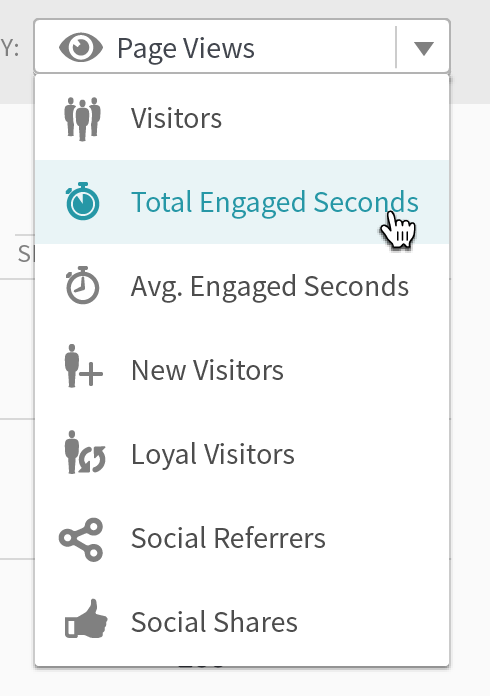 Y:
Page Views
Visitors
Total Engaged Seconds
Avg. Engaged Seconds
New Visitors
Loyal Visitors
Social Referrers
Social Shares